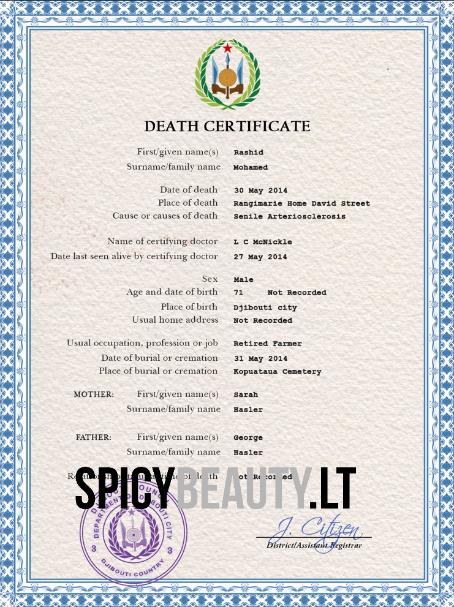 DEATH CERTIFICATE
First/given name(s) Rashid
Surname/family name Mohamed
Date of death 30 May 2014
Place of death Rangimarie Home David Street
Cause or causes of death Senile Arteriosclerosis
Name of certifying doctor L C McNickle
Date last seen alive by certifying doctor 27 May 2014
Sex Male
Age and date of birth 71 Not Recorded
Place of birth Djibouti city
Usual home address Not Recorded
Usual occupation, profession or job Retired Farmer
Date of burial or cremation 31 May 2014
Place of burial or cremation Kopuataua Cemetery
MOTHER: First/given name(s) Sarah
Surname/family name Hasler
FATHER: First/given name(s) George
Surname/family name Hasler
of death Not Recorded
SPICYBEAUTY.LT
DJIBOUTI COUNTRY
J. Citizen
District/Assistant Registrar